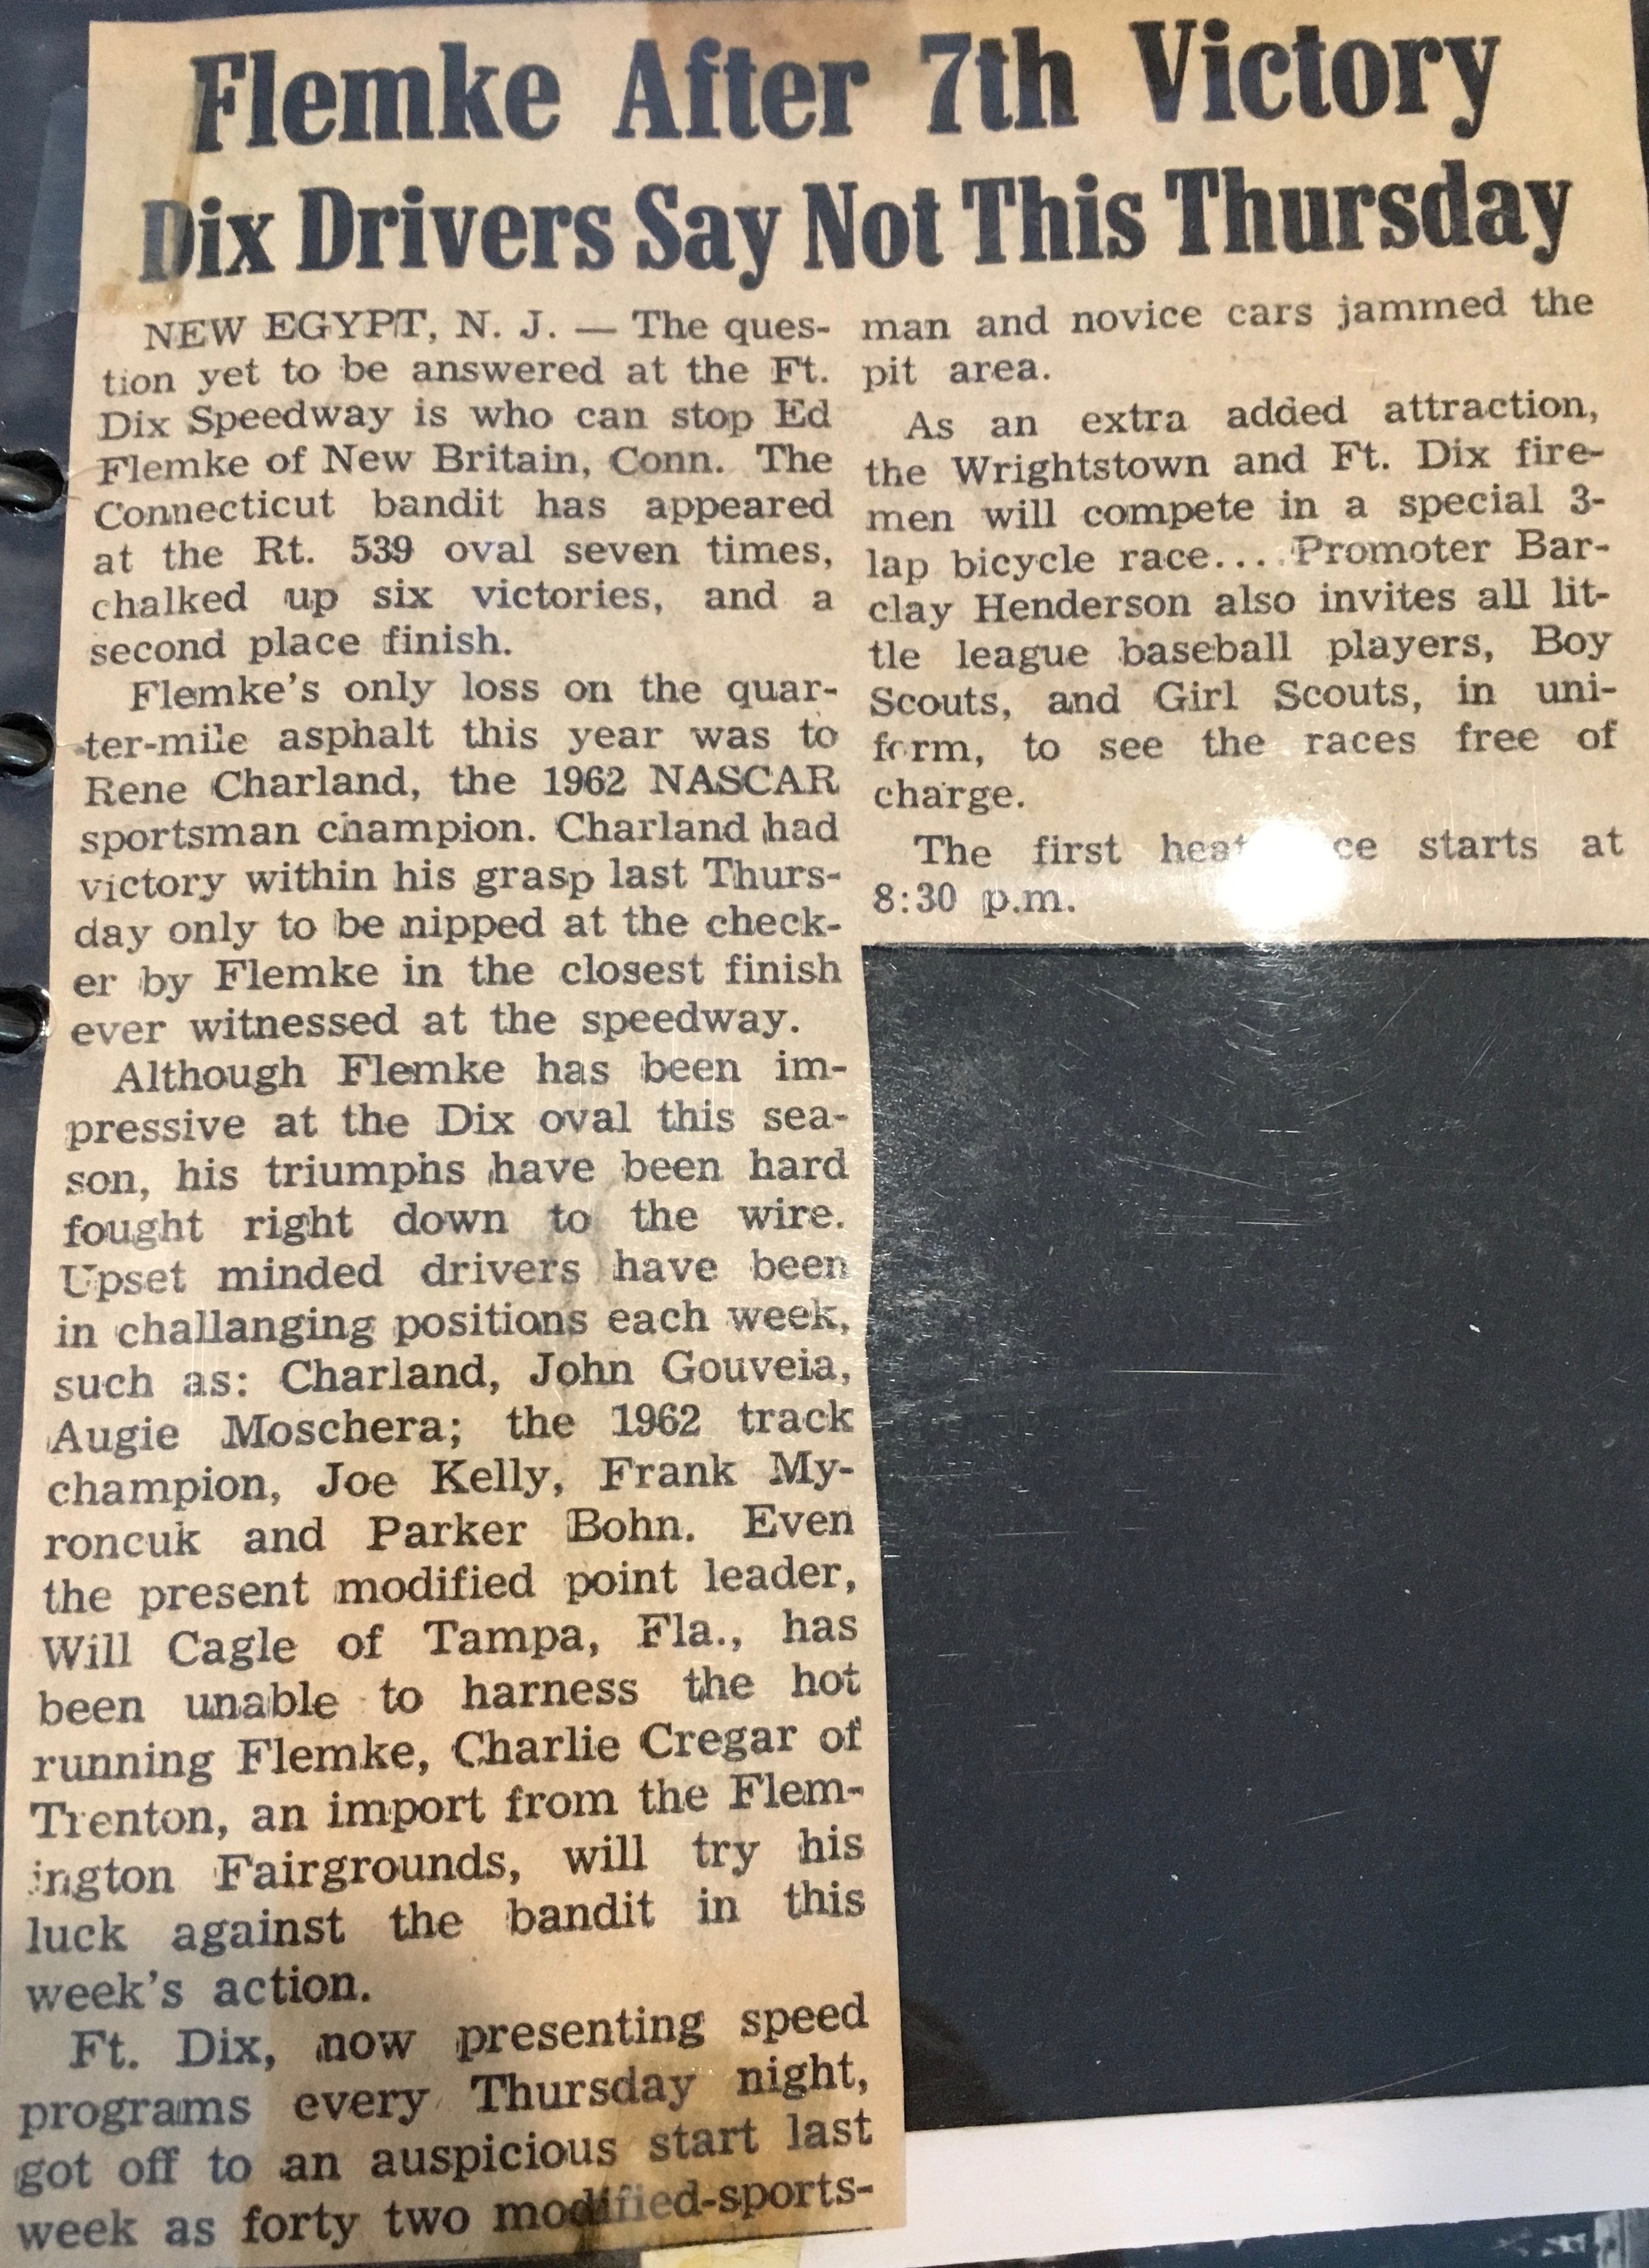 Flemke After 7th Victory
Dix Drivers Say Not This Thursday
NEW EGYPT, N. J. — The ques-
tion yet to be answered at the Ft.
Dix Speedway is who can stop Ed
Flemke of New Britain, Conn. The
Connecticut bandit has appeared
at the Rt. 539 oval seven times,
chalked up six victories, and a
second place finish.
Flemke's only loss on the quar-
ter-mile asphalt this year was to
Rene Charland, the 1962 NASCAR
sportsman champion. Charland had
victory within his grasp last Thurs-
day only to be nipped at the check-
er by Flemke in the closest finish
ever witnessed at the speedway.
Although Flemke has been im-
pressive at the Dix oval this sea-
son, his triumphs have been hard
fought right down to the wire.
Upset minded drivers have been
in challanging positions each week,
such as: Charland, John Gouveia,
Augie Moschera; the 1962 track
champion, Joe Kelly, Frank My-
roncuk and Parker Bohn. Even
the present modified point leader,
Will Cagle of Tampa, Fla., has
been unable to harness the hot
running Flemke, Charlie Cregar of
Trenton, an import from the Flem-
ington Fairgrounds, will try his
luck against the bandit in this
week's action.
Ft. Dix, now presenting speed
programs every Thursday night,
got off to an auspicious start last
week as forty two modified-sports-
man and novice cars jammed the
pit area.
As an extra added attraction,
the Wrightstown and Ft. Dix fire-
men will compete in a special 3-
lap bicycle race.... Promoter Bar-
clay Henderson also invites all lit-
tle league baseball players, Boy
Scouts, and Girl Scouts, in uni-
form, to see the races free of
charge.
The first heat starts at
8:30 p.m.